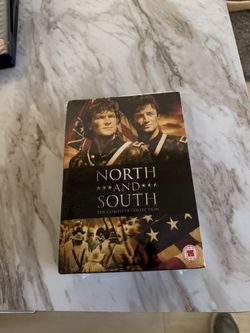 NORTH
AND
SOUTH
THE COMPLETE COLLECTION
15